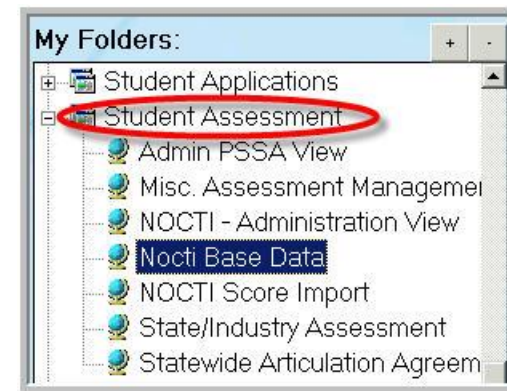 My Folders:
+ -
Student Applications
Student Assessment
Admin PSSA View
Misc. Assessment Managemen
NOCTI - Administration View
Nocti Base Data
NOCTI Score Import
State/Industry Assessment
Statewide Articulation Agreem